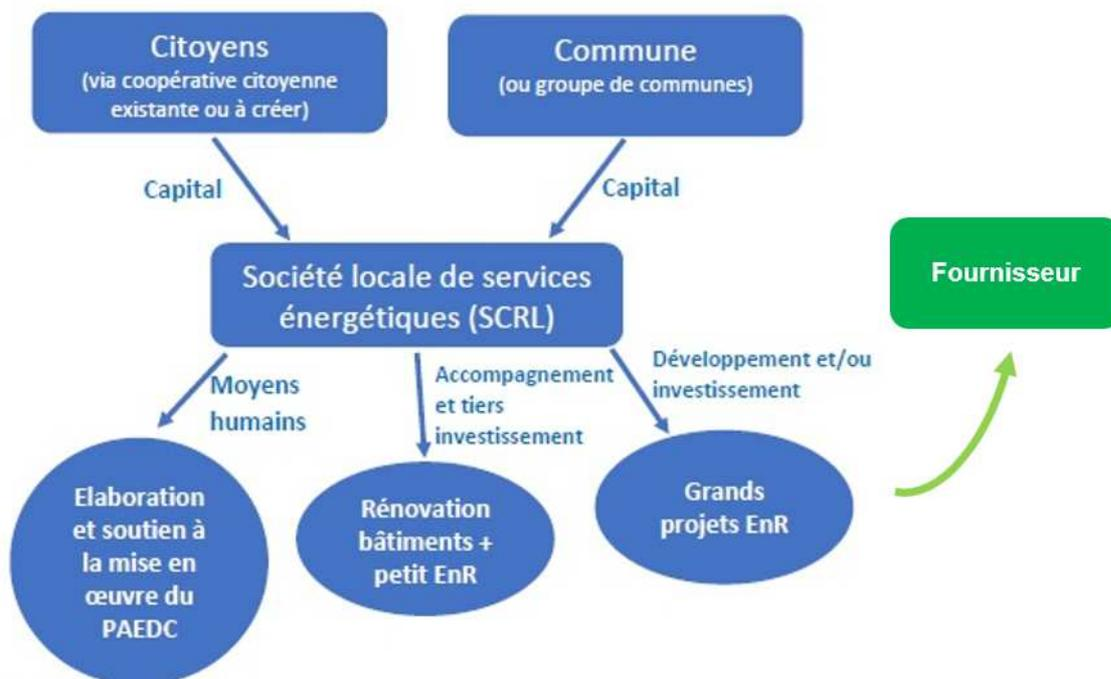 Citoyens
(via coopérative citoyenne
existante ou à créer)
Commune
(ou groupe de communes)
Capital
Capital
Société locale de services
énergétiques (SCRL)
Fournisseur
Moyens
humains
Accompagnement
et tiers
investissement
Développement et/ou
investissement
Elaboration
et soutien à
la mise en
œuvre du
PAEDC
Rénovation
bâtiments +
petit EnR
Grands
projets EnR